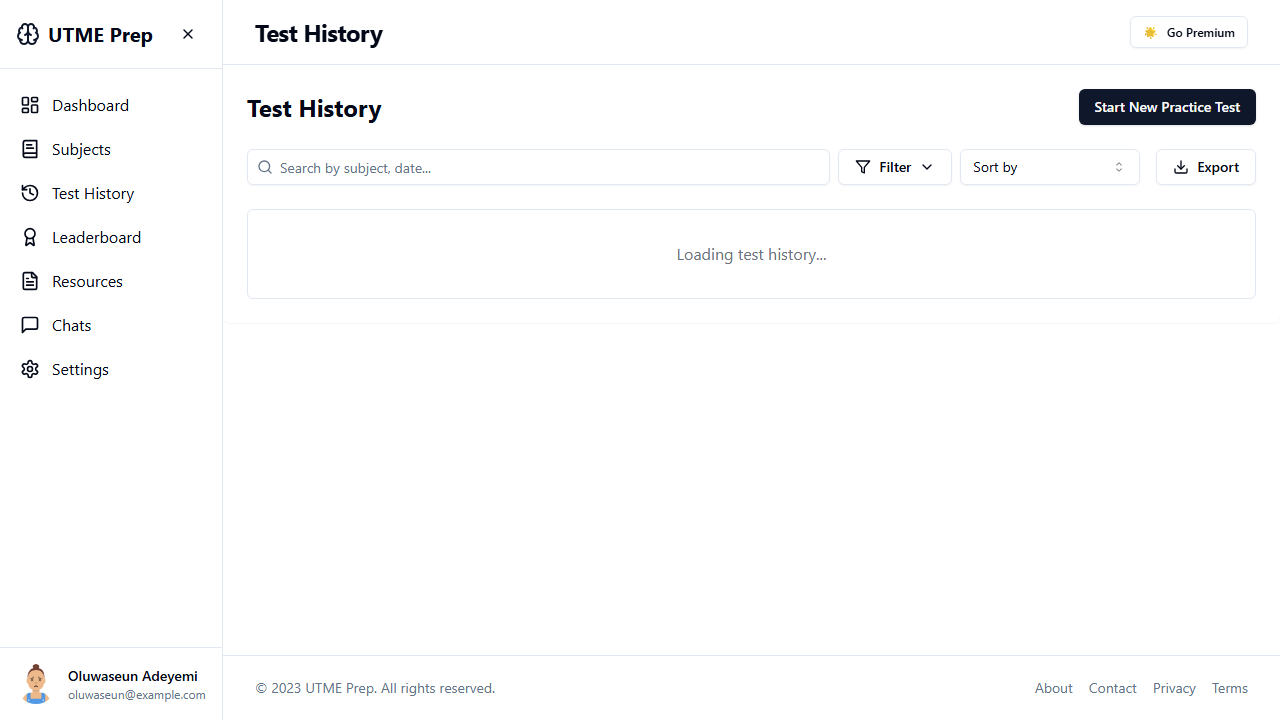 UTME Prep
Dashboard
Subjects
Test History
Leaderboard
Resources
Chats
Settings
Oluwaseun Adeyemi
oluwaseun@example.com
Test History
Go Premium
Test History
Start New Practice Test
Search by subject, date...
Filter
Sort by
Export
Loading test history...
© 2023 UTME Prep. All rights reserved.
About
Contact
Privacy
Terms